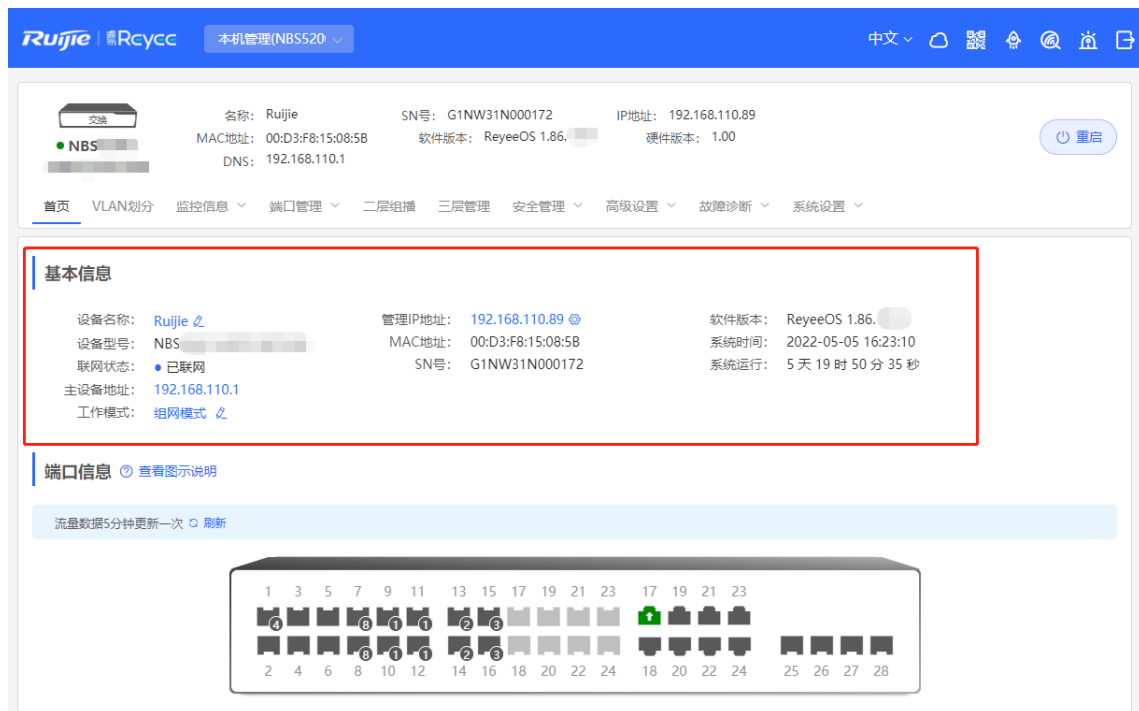 Ruijie | 睿易Reyee 本机管理(NBS520 中文
交换
NBS
名称: Ruijie SN号: G1NW31N000172 IP地址: 192.168.110.89
MAC地址: 00:D3:F8:15:08:5B 软件版本: ReyeeOS 1.86. 硬件版本: 1.00
DNS: 192.168.110.1
重启
首页 VLAN划分 监控信息 端口管理 二层组播 三层管理 安全管理 高级设置 故障诊断 系统设置
基本信息
设备名称: Ruijie 管理IP地址: 192.168.110.89 软件版本: ReyeeOS 1.86.
设备型号: NBS MAC地址: 00:D3:F8:15:08:5B 系统时间: 2022-05-05 16:23:10
联网状态: 已联网 SN号: G1NW31N000172 系统运行: 5 天 19 时 50 分 35 秒
主设备地址: 192.168.110.1
工作模式: 组网模式
端口信息 查看图示说明
流量数据5分钟更新一次 刷新
1 3 5 7 9 11 13 15 17 19 21 23 17 19 21 23
4 8 1 1 2 3
8 1 1 2 3
2 4 6 8 10 12 14 16 18 20 22 24 18 20 22 24 25 26 27 28